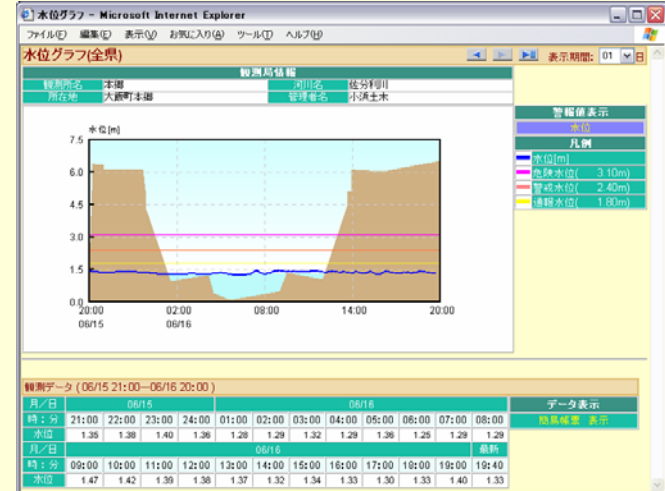 水位グラフ - Microsoft Internet Explorer
ファイル(F) 編集(E) 表示(V) お気に入り(A) ツール(T) ヘルプ(H)
水位グラフ(全県) 表示期間: 01 日
観測局情報
観測所名 本郷 河川名 佐分利川
所在地 大飯町本郷 管理者名 小浜土木
警報値表示
水位
凡例
水位[m]
危険水位( 3.10m)
警戒水位( 2.40m)
通報水位( 1.80m)
水位[m]
7.5
6.0
4.5
3.0
1.5
0.0
20:00 02:00 08:00 14:00 20:00
06/15 06/16
観測データ ( 06/15 21:00―06/16 20:00 )
月/日 06/15 06/16
時:分 21:00 22:00 23:00 24:00 01:00 02:00 03:00 04:00 05:00 06:00 07:00 08:00
水位 1.35 1.38 1.40 1.36 1.28 1.29 1.32 1.29 1.36 1.25 1.29 1.29
月/日 06/16 最新
時:分 09:00 10:00 11:00 12:00 13:00 14:00 15:00 16:00 17:00 18:00 19:00 19:40
水位 1.47 1.42 1.39 1.38 1.37 1.32 1.34 1.33 1.30 1.33 1.40 1.33
データ表示
簡易帳票 表示